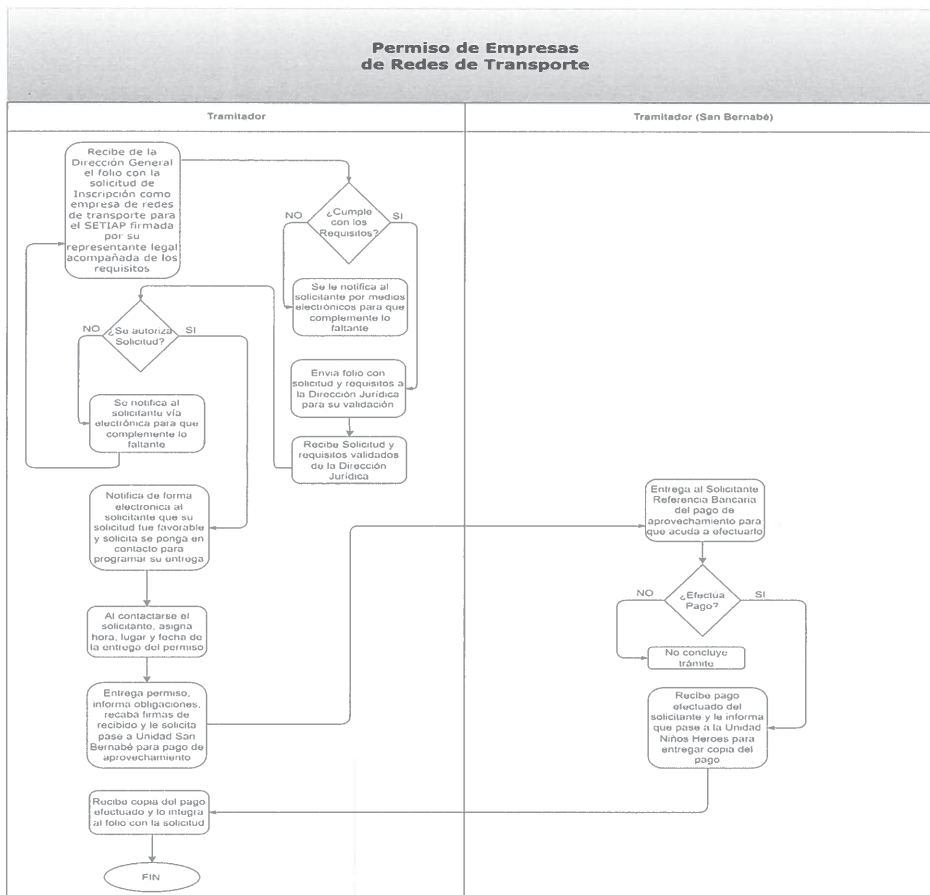 Permiso de Empresas
de Redes de Transporte
Tramitador
Tramitador (San Bernabé)
Recibe de la
Dirección General
el folio con la
solicitud de
Inscripción como
empresa de redes
de transporte para
el SETIAP firmada
por su
representante legal
acompañada de los
requisitos
¿Cumple
con los
Requisitos?
NO
SI
Se le notifica al
solicitante por medios
electrónicos para que
complemente lo
faltante
Envia folio con
solicitud y requisitos a
la Dirección Jurídica
para su validación
Recibe Solicitud y
requisitos validados
de la Dirección
Jurídica
¿Se autoriza
Solicitud?
NO
SI
Se notifica al
solicitante vía
electrónica para que
complemente lo
faltante
Notifica de forma
electronica al
solicitante que su
solicitud fue favorable
y solicita se ponga en
contacto para
programar su entrega
Al contactarse el
solicitante, asigna
hora, lugar y fecha de
la entrega del permiso
Entrega permiso,
informa obligaciones,
recaba firmas de
recibido y le solicita
pase a Unidad San
Bernabé para pago de
aprovechamiento
Entrega al Solicitante
Referencia Bancaria
del pago de
aprovechamiento para
que acuda a efectuarlo
¿Efectúa
Pago?
NO
SI
No concluye
trámite
Recibe pago
efectuado del
solicitante y le informa
que pase a la Unidad
Niños Heroes para
entregar copia del
pago
Recibe copia del pago
efectuado y lo integra
al folio con la solicitud
FIN